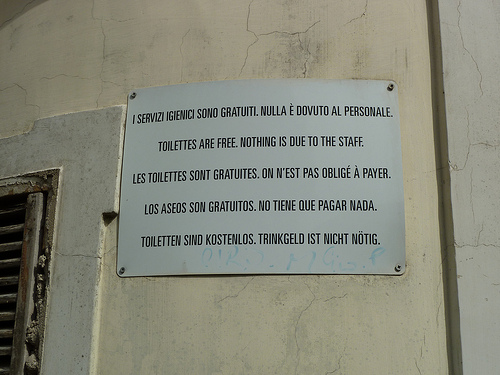 I SERVIZI IGIENICI SONO GRATUITI. NULLA È DOVUTO AL PERSONALE.
TOILETTES ARE FREE. NOTHING IS DUE TO THE STAFF.
LES TOILETTES SONT GRATUITES. ON N'EST PAS OBLIGÉ À PAYER.
LOS ASEOS SON GRATUITOS. NO TIENE QUE PAGAR NADA.
TOILETTEN SIND KOSTENLOS. TRINKGELD IST NICHT NÖTIG.